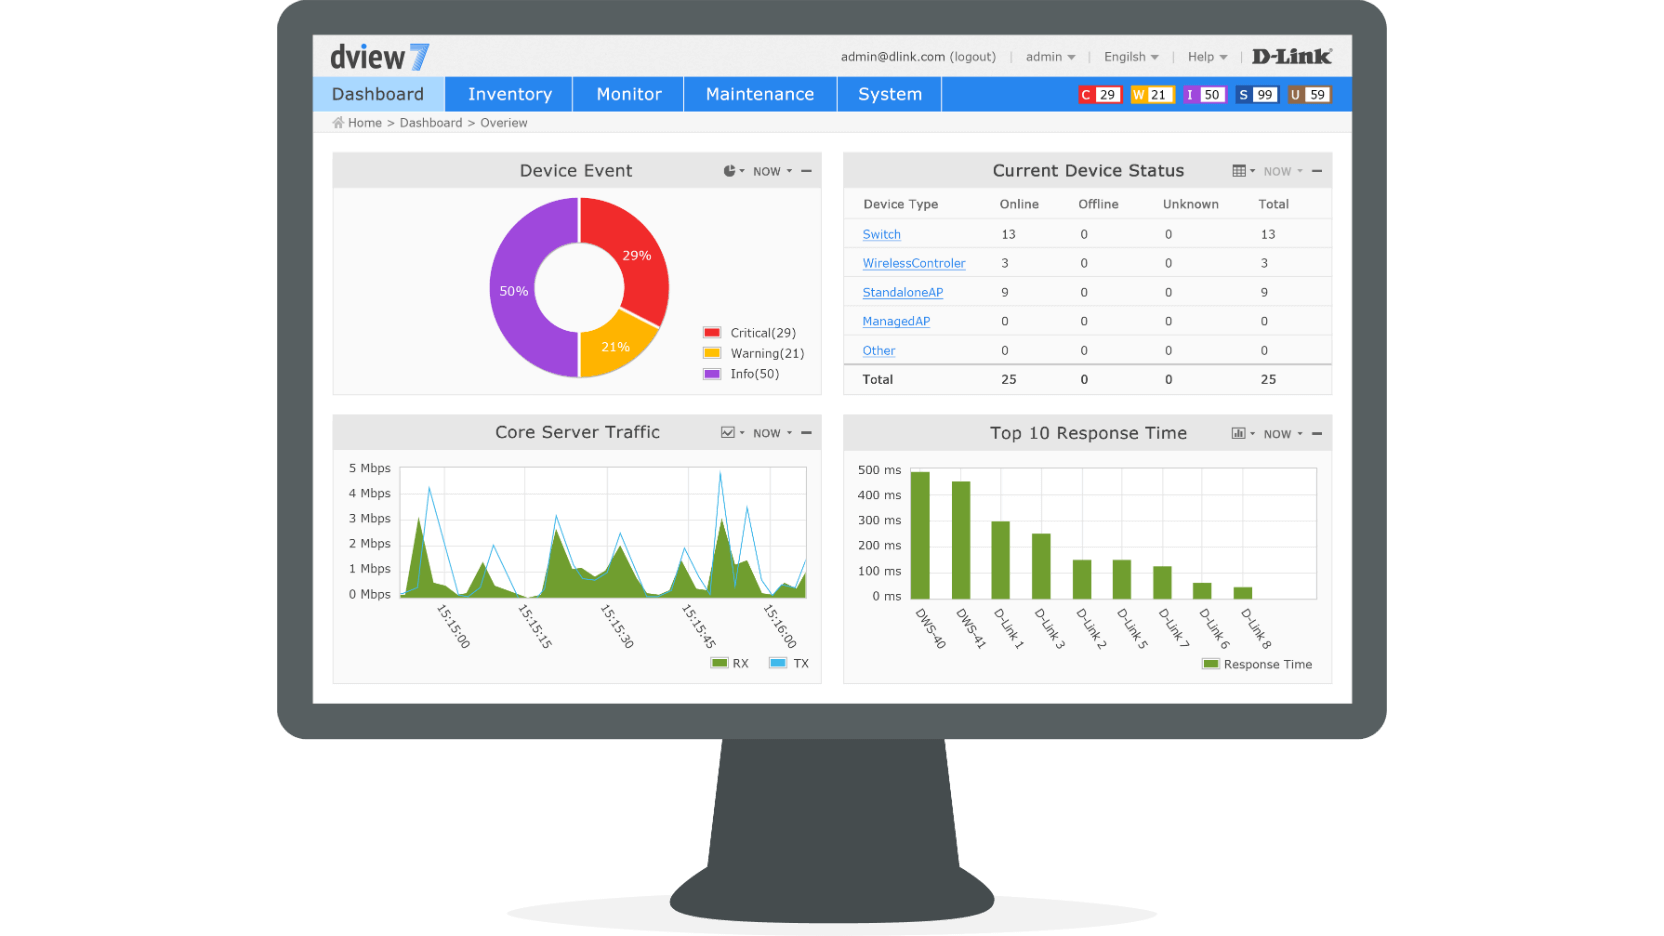 dview 7
admin@dlink.com (logout) | admin | Engilsh | Help | D-Link
Dashboard Inventory Monitor Maintenance System C 29 W 21 I 50 S 99 U 59
Home > Dashboard > Overiew
Device Event NOW
29%
50%
21%
Critical(29)
Warning(21)
Info(50)
Current Device Status NOW
Device Type Online Offline Unknown Total
Switch 13 0 0 13
WirelessControler 3 0 0 3
StandaloneAP 9 0 0 9
ManagedAP 0 0 0 0
Other 0 0 0 0
Total 25 0 0 25
Core Server Traffic NOW
5 Mbps
4 Mbps
3 Mbps
2 Mbps
1 Mbps
0 Mbps
15:15:00 15:15:15 15:15:30 15:15:45 15:16:00
RX TX
Top 10 Response Time NOW
500 ms
400 ms
300 ms
200 ms
100 ms
0 ms
DWS-40 DWS-41 D-Link 1 D-Link 3 D-Link 2 D-Link 5 D-Link 7 D-Link 6 D-Link 8
Response Time